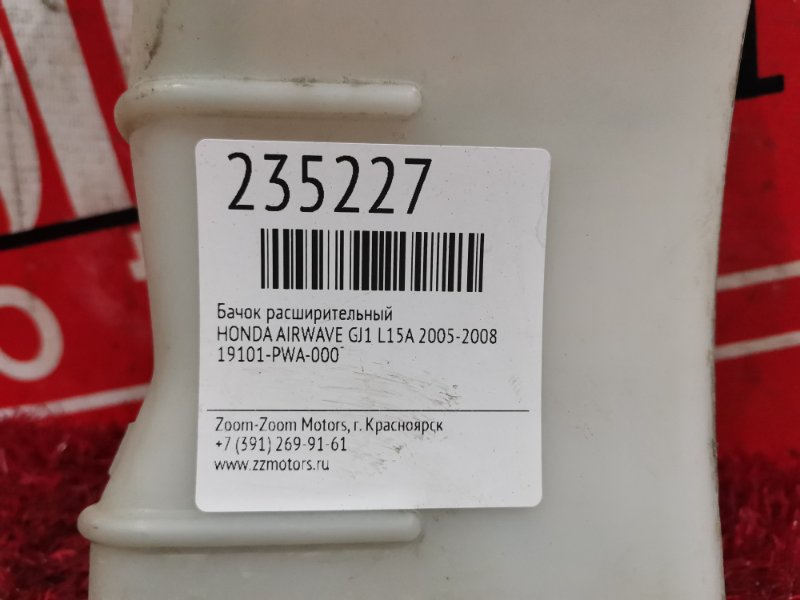 235227
Бачок расширительный
HONDA AIRWAVE GJ1 L15A 2005-2008
19101-PWA-000
Zoom-Zoom Motors, г. Красноярск
+7 (391) 269-91-61
www.zzmotors.ru